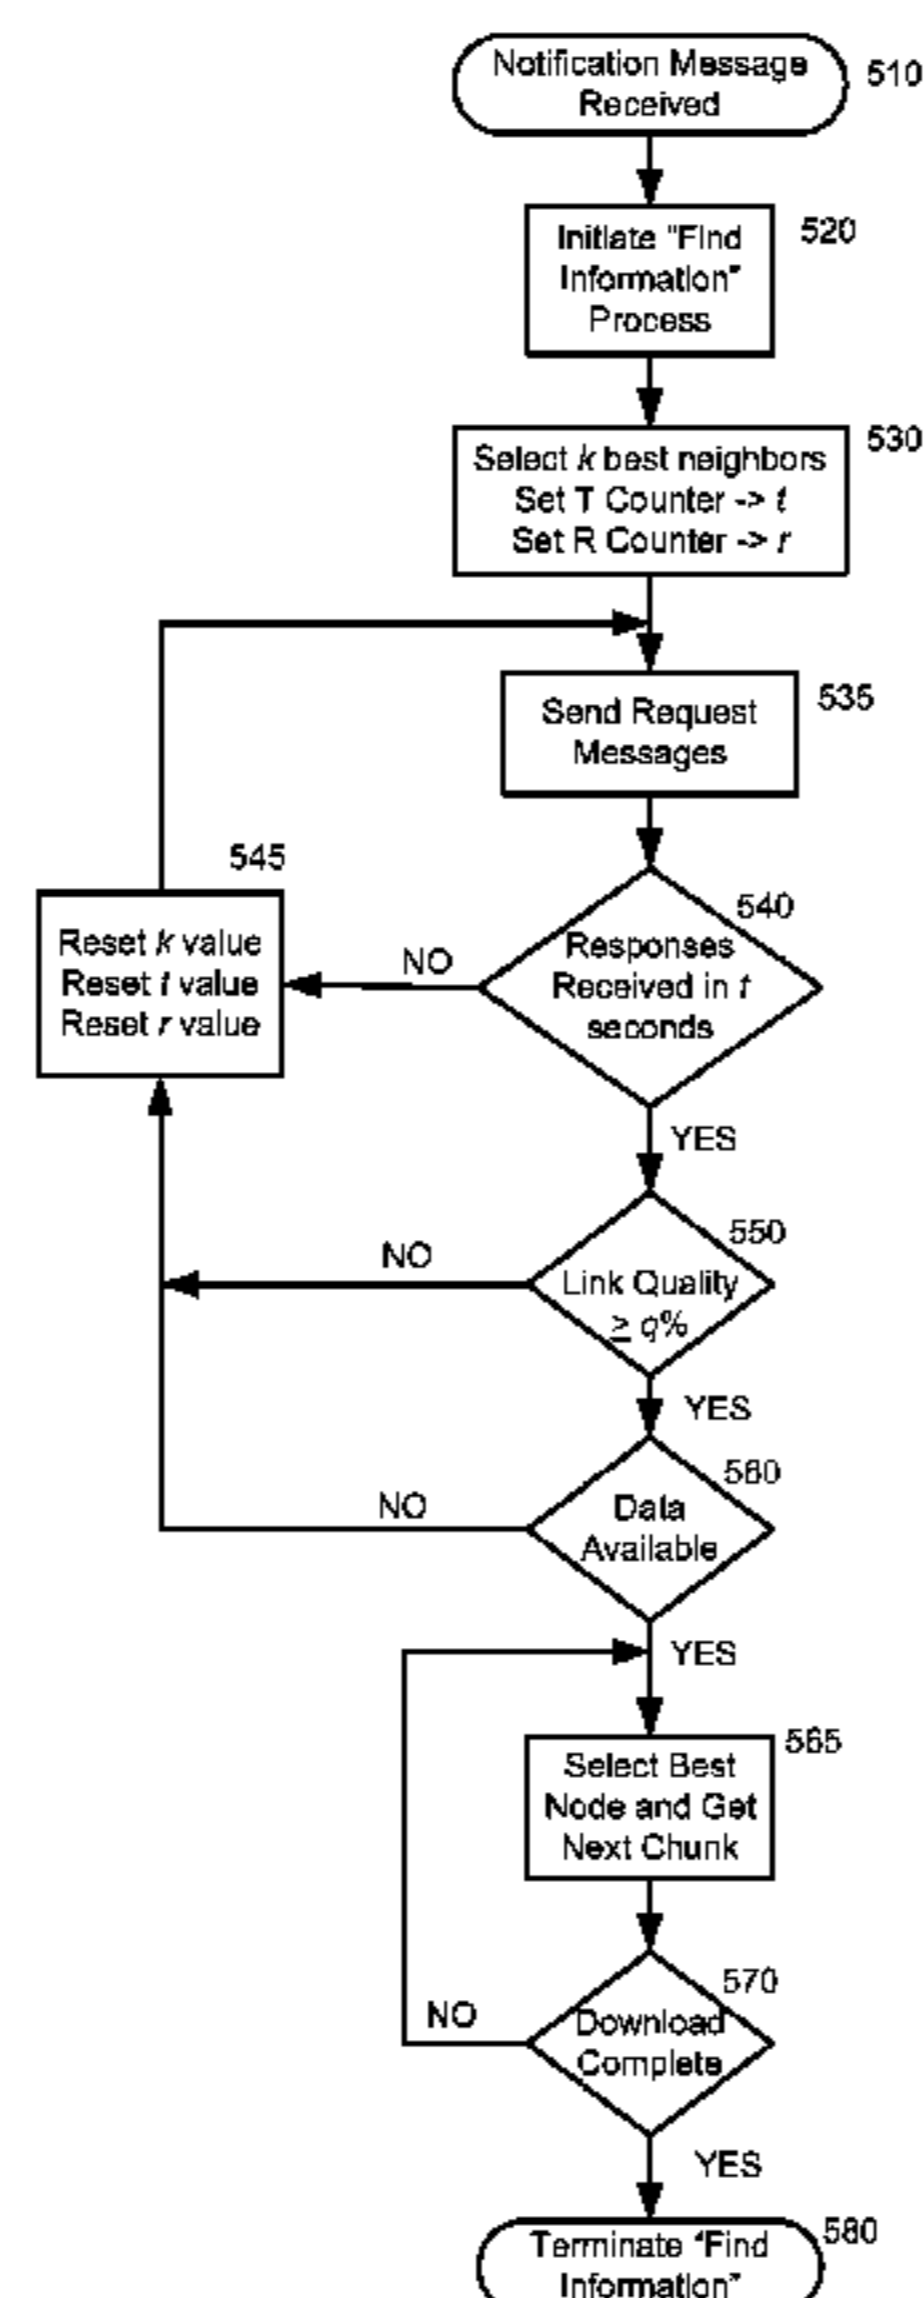 Notification Message
Received
510
Initiate "Find
Information"
Process
520
Select k best neighbors
Set T Counter -> t
Set R Counter -> r
530
Send Request
Messages
535
545
Reset k value
Reset t value
Reset r value
540
Responses
Received in t
seconds
NO
YES
550
Link Quality
≥ q%
NO
YES
560
Data
Available
NO
YES
565
Select Best
Node and Get
Next Chunk
570
Download
Complete
NO
YES
580
Terminate "Find
Information"